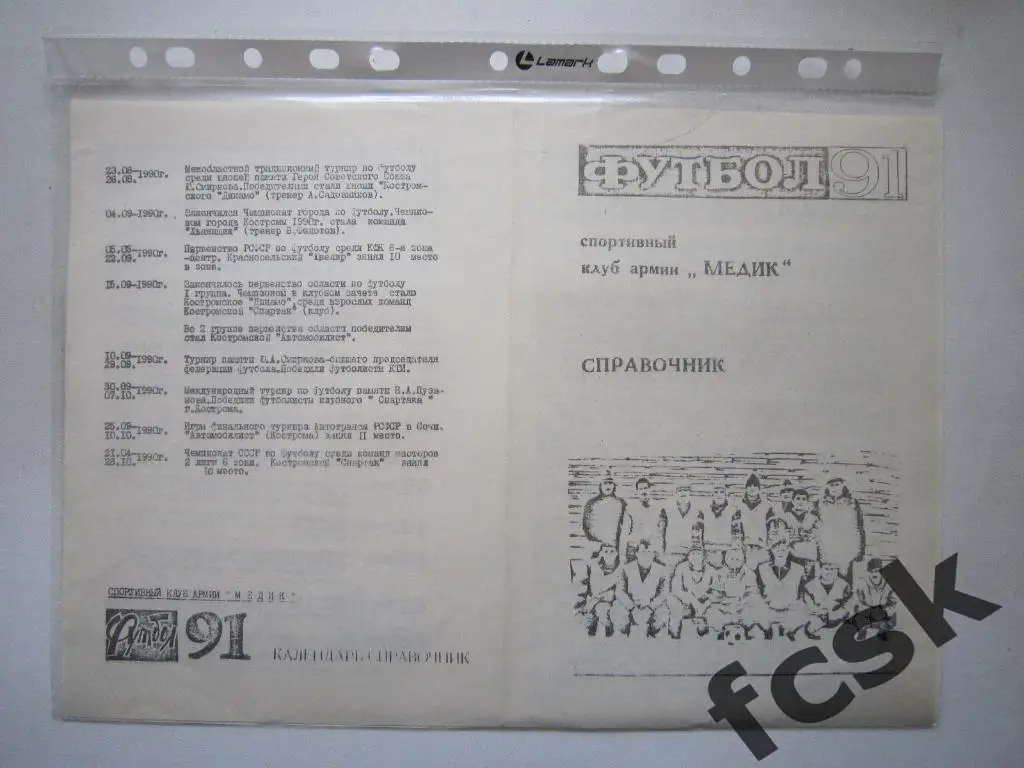 Lamark
23.08-1990г. Межобластной традиционный турнир по футболу
26.08. среди юношей памяти Героя Советского Союза
Ю.Смирнова.Победителями стали юноши "Костром-
ского "Динамо" (тренер А.Садовников).
04.09-1990г. Закончился Чемпионат города по футболу.Чемпио-
ном города Костромы 1990г. стала команда
"Льнянщик" (тренер В.Федотов).
05.05-1990г. Первенство РСФСР по футболу среди КФК 6-я зона
22.09. -центр. Красносельский "Ювелир" занял 10 место
в зоне.
15.09-1990г. Закончилось первенство области по футболу
I группа. Чемпионом в клубном зачете стало
Костромское "Динамо",среди взрослых команд
Костромской "Спартак" (клуб).
Во 2 группе первенства области победителем
стал Костромской "Автомобилист".
10.09-1990г. Турнир памяти Смирнова-бывшего председателя
29.09. федерации футбола.Победили футболисты КТИ.
30.09-1990г. Международный турнир по футболу памяти В.А.Пуза-
07.10. нова.Победили футболисты клубного " Спартака "
г.Кострома.
25.09-1990г. Игры финального турнира Автотранса РСФСР в Сочи.
10.10. "Автомобилист" (Кострома) занял II место.
21.04-1990г. Чемпионат СССР по футболу среди команд мастеров
23.10. 2 лиги 6 зона. Костромской "Спартак" занял
10 место.
СПОРТИВНЫЙ КЛУБ АРМИИ "МЕДИК"
Футбол 91 КАЛЕНДАРЬ-СПРАВОЧНИК
ФУТБОЛ 91
спортивный
клуб армии „МЕДИК"
СПРАВОЧНИК
fcsk